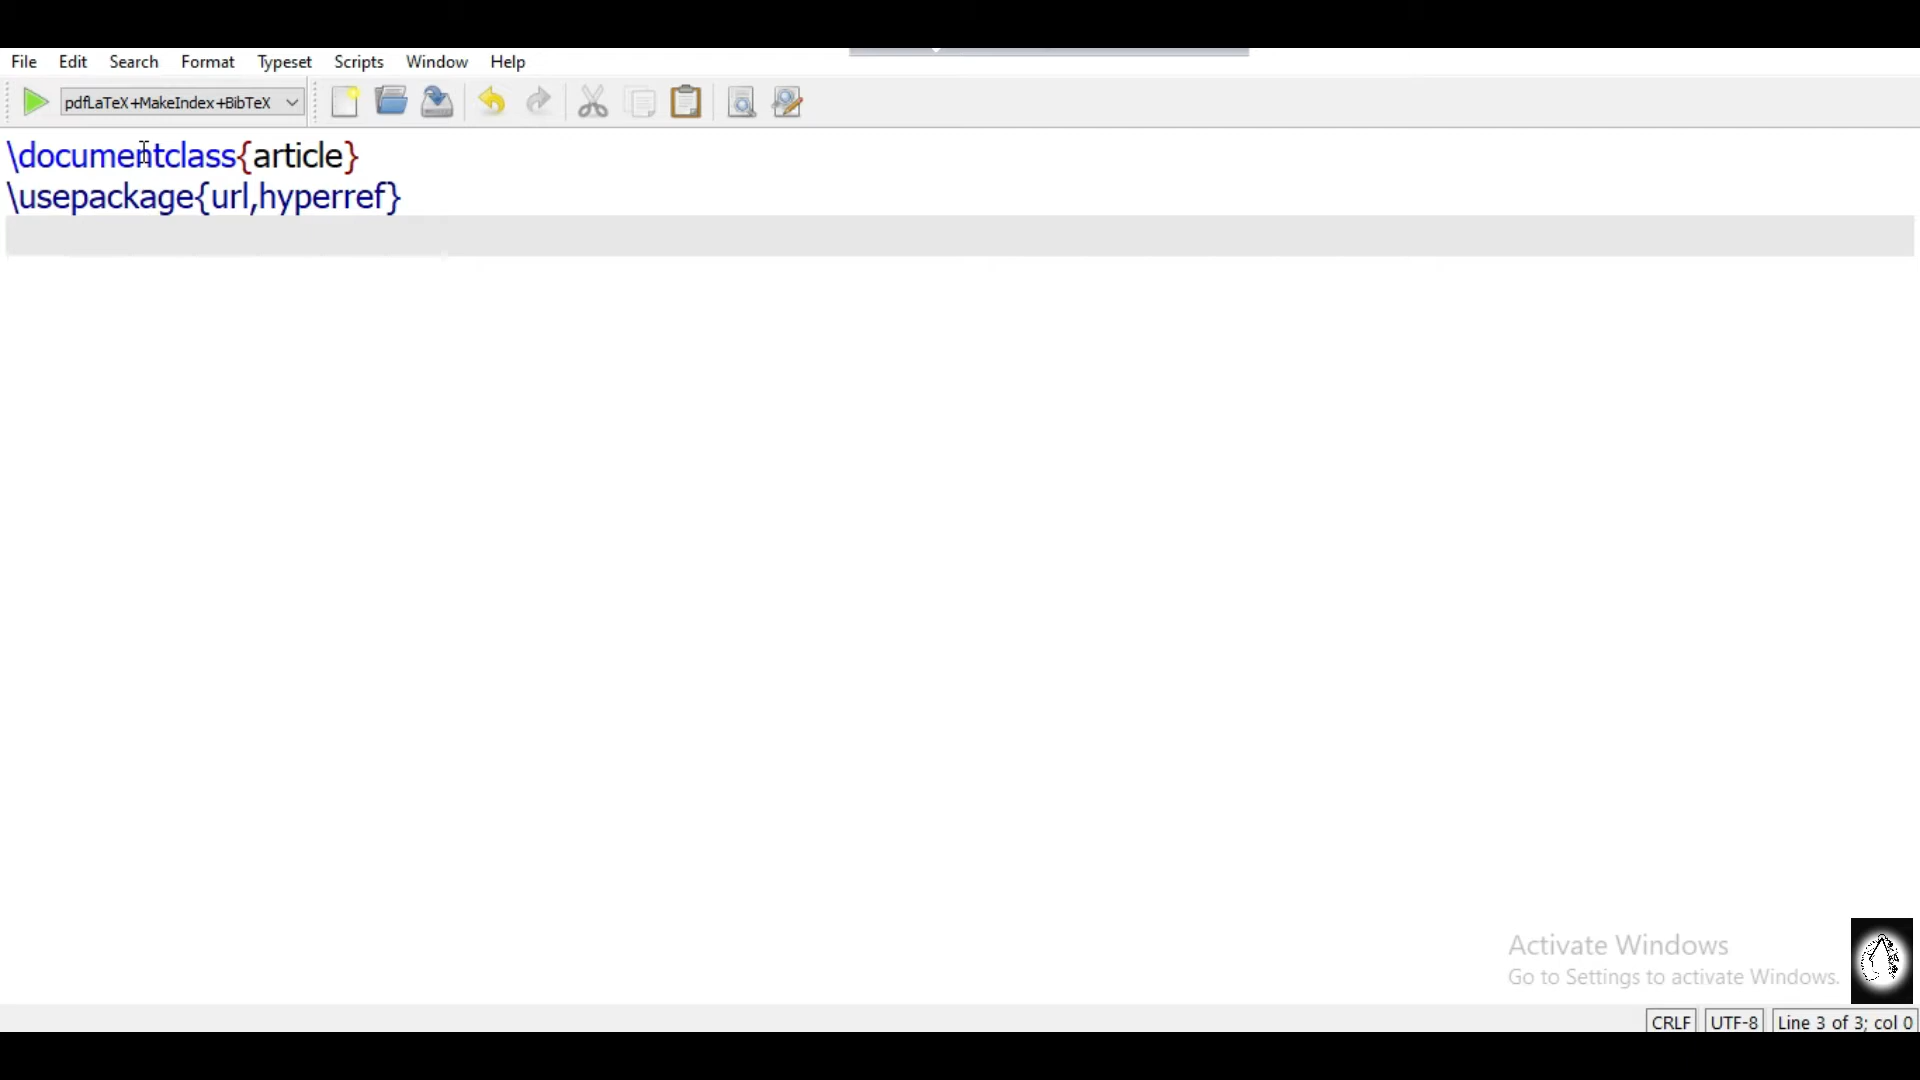 File Edit Search Format Typeset Scripts Window Help
pdfLaTeX+MakeIndex+BibTeX
\documentclass{article}
\usepackage{url,hyperref}
Activate Windows
Go to Settings to activate Windows.
CRLF UTF-8 Line 3 of 3; col 0